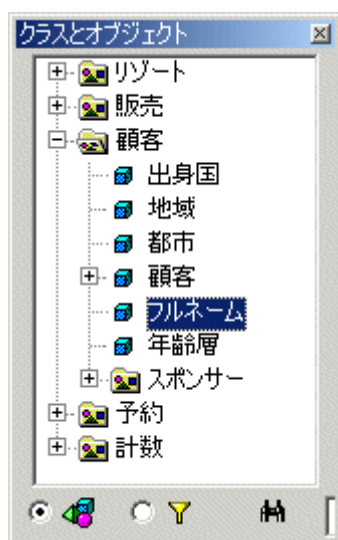 クラスとオブジェクト
リゾート
販売
顧客
出身国
地域
都市
顧客
フルネーム
年齢層
スポンサー
予約
計数